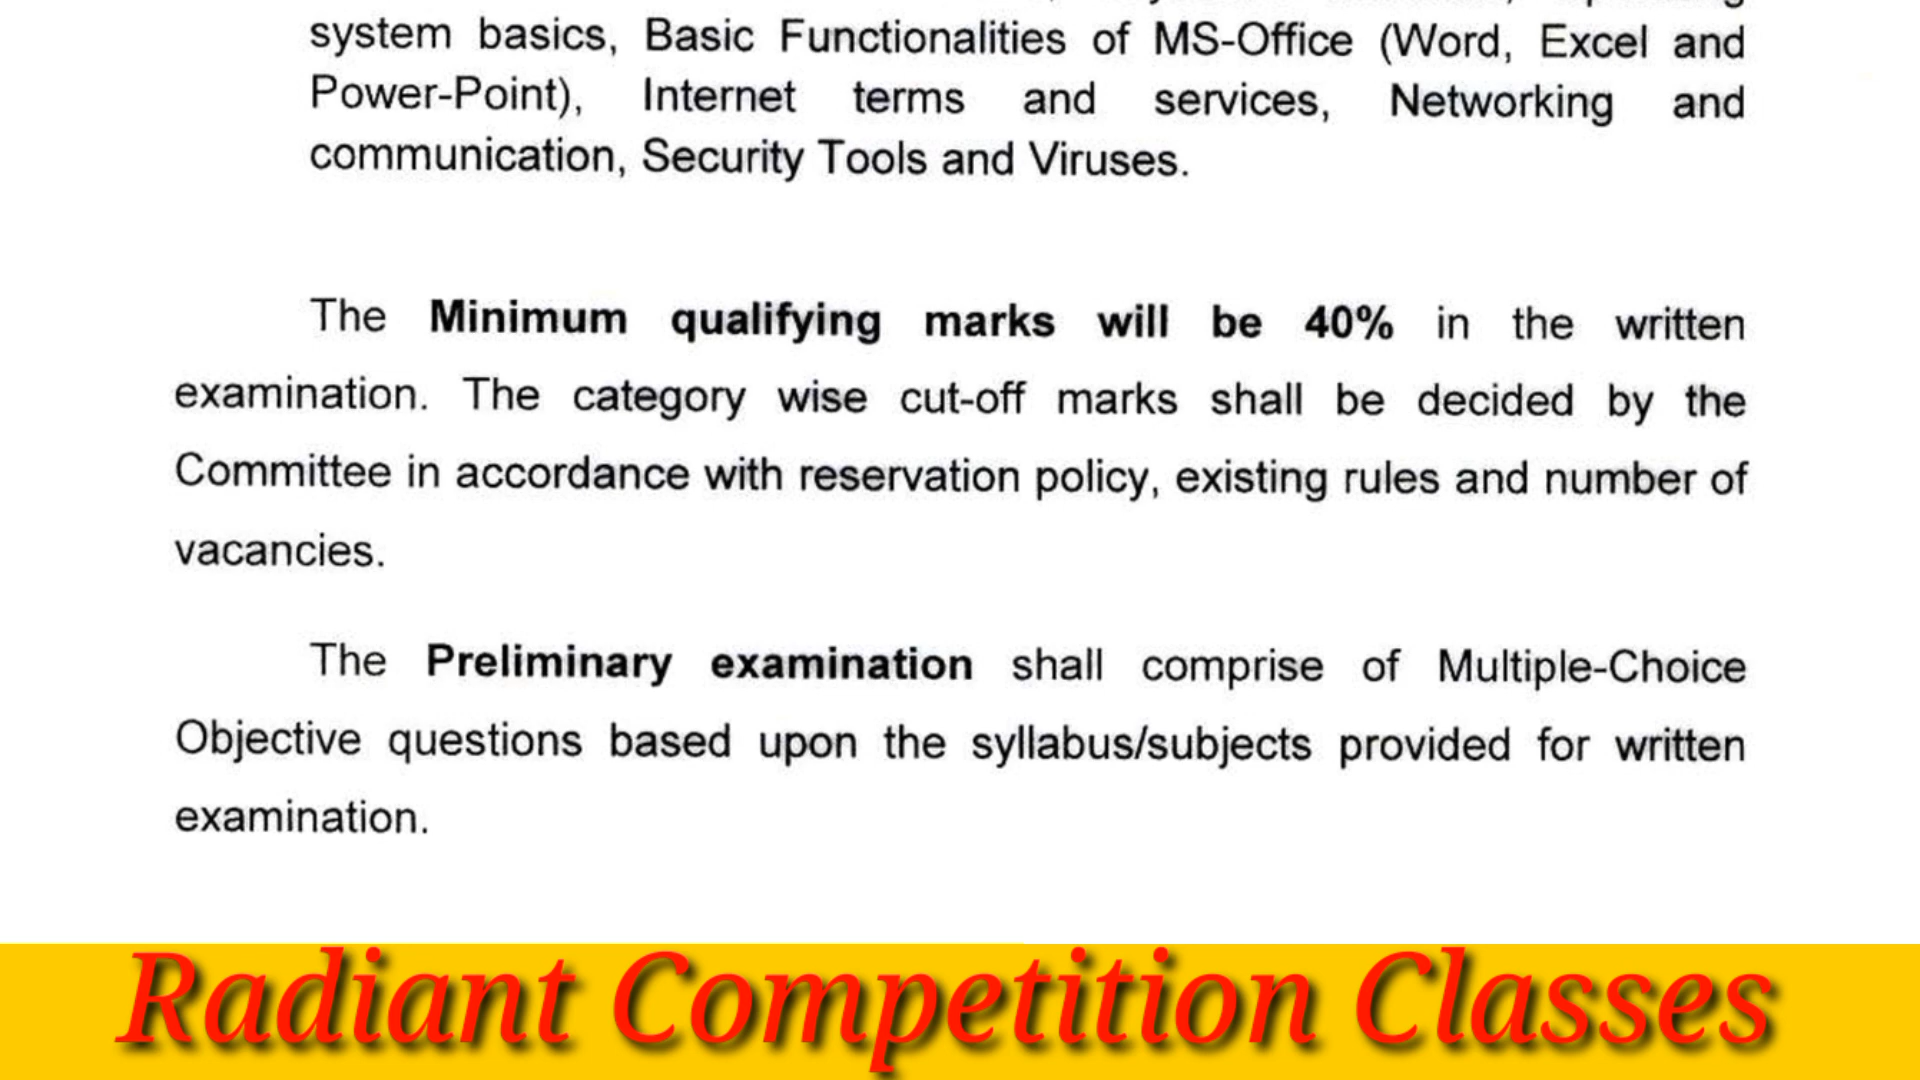 system basics, Basic Functionalities of MS-Office (Word, Excel and
Power-Point), Internet terms and services, Networking and
communication, Security Tools and Viruses.
The Minimum qualifying marks will be 40% in the written
examination. The category wise cut-off marks shall be decided by the
Committee in accordance with reservation policy, existing rules and number of
vacancies.
The Preliminary examination shall comprise of Multiple-Choice
Objective questions based upon the syllabus/subjects provided for written
examination.
Radiant Competition Classes